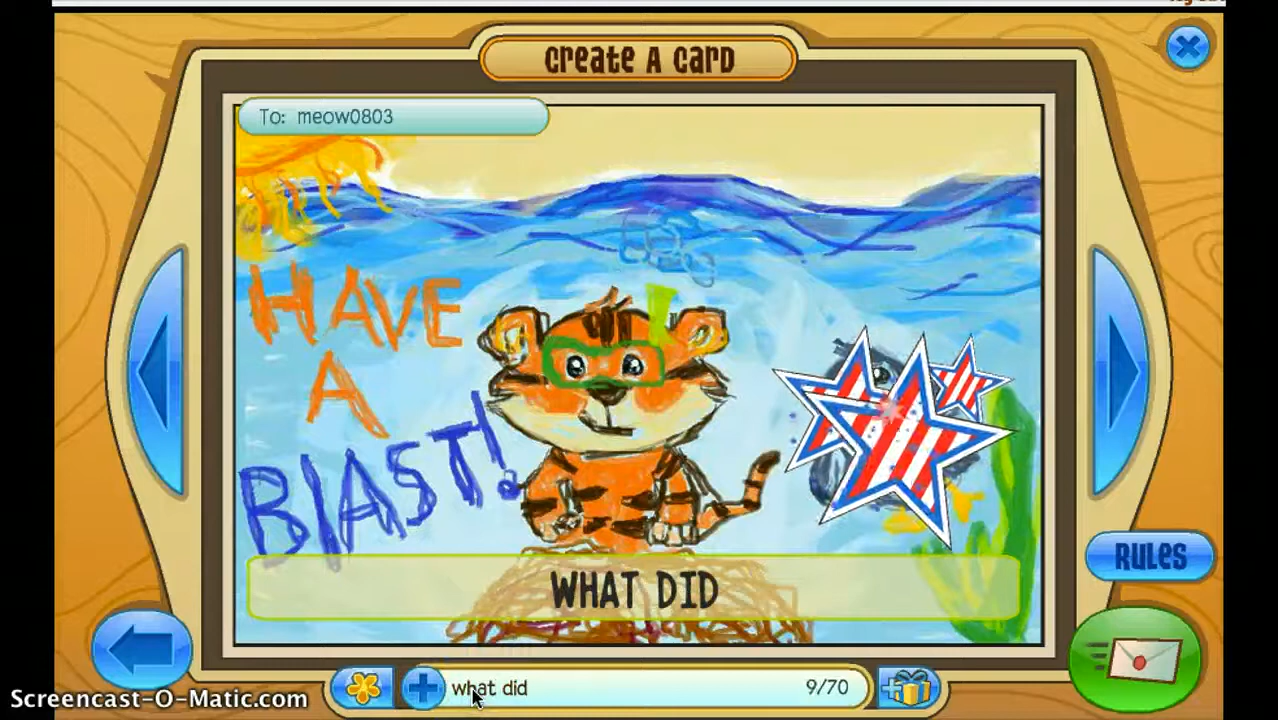 CREATE A CARD
To: meow0803
HAVE
A
BLAST!
WHAT DID
RULES
what did
9/70
Screencast-O-Matic.com